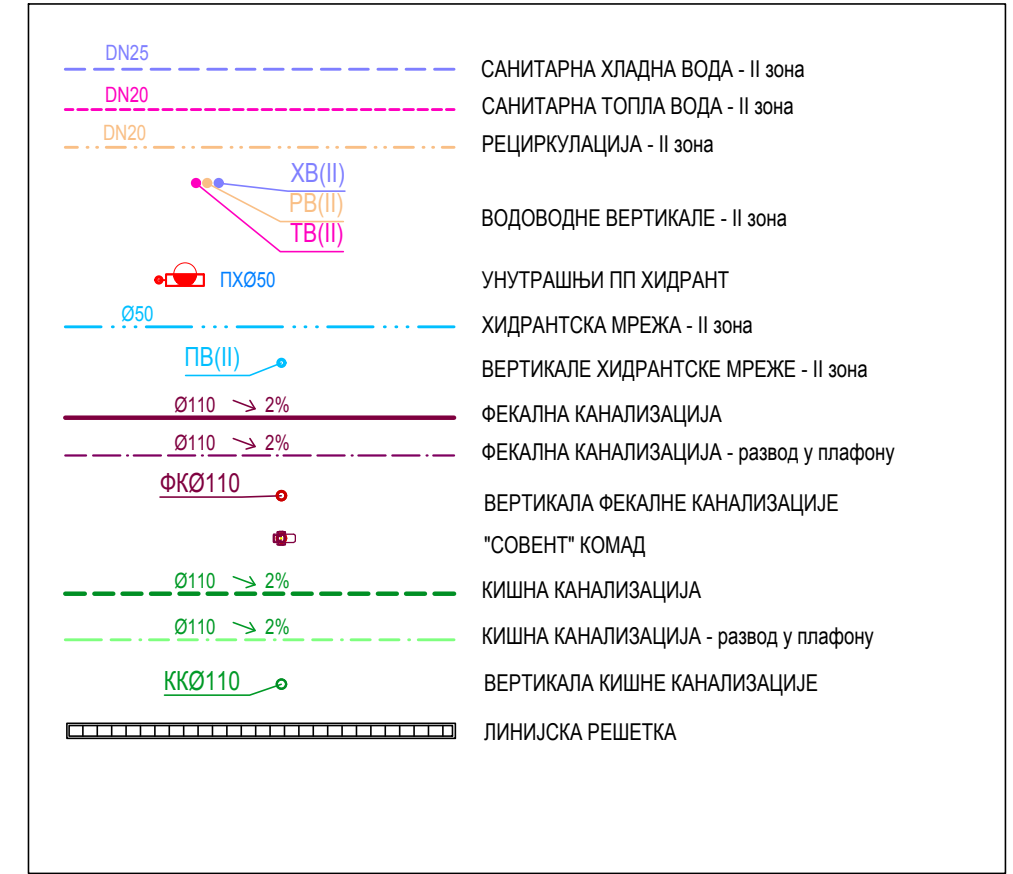 DN25
САНИТАРНА ХЛАДНА ВОДА - II зона
DN20
САНИТАРНА ТОПЛА ВОДА - II зона
DN20
РЕЦИРКУЛАЦИЈА - II зона
ХВ(II)
РВ(II)
ТВ(II)
ВОДОВОДНЕ ВЕРТИКАЛЕ - II зона
ПХØ50
УНУТРАШЊИ ПП ХИДРАНТ
Ø50
ХИДРАНТСКА МРЕЖА - II зона
ПВ(II)
ВЕРТИКАЛЕ ХИДРАНТСКЕ МРЕЖЕ - II зона
Ø110 ↘ 2%
ФЕКАЛНА КАНАЛИЗАЦИЈА
Ø110 ↘ 2%
ФЕКАЛНА КАНАЛИЗАЦИЈА - развод у плафону
ФКØ110
ВЕРТИКАЛА ФЕКАЛНЕ КАНАЛИЗАЦИЈЕ
"СОВЕНТ" КОМАД
Ø110 ↘ 2%
КИШНА КАНАЛИЗАЦИЈА
Ø110 ↘ 2%
КИШНА КАНАЛИЗАЦИЈА - развод у плафону
ККØ110
ВЕРТИКАЛА КИШНЕ КАНАЛИЗАЦИЈЕ
ЛИНИЈСКА РЕШЕТКА